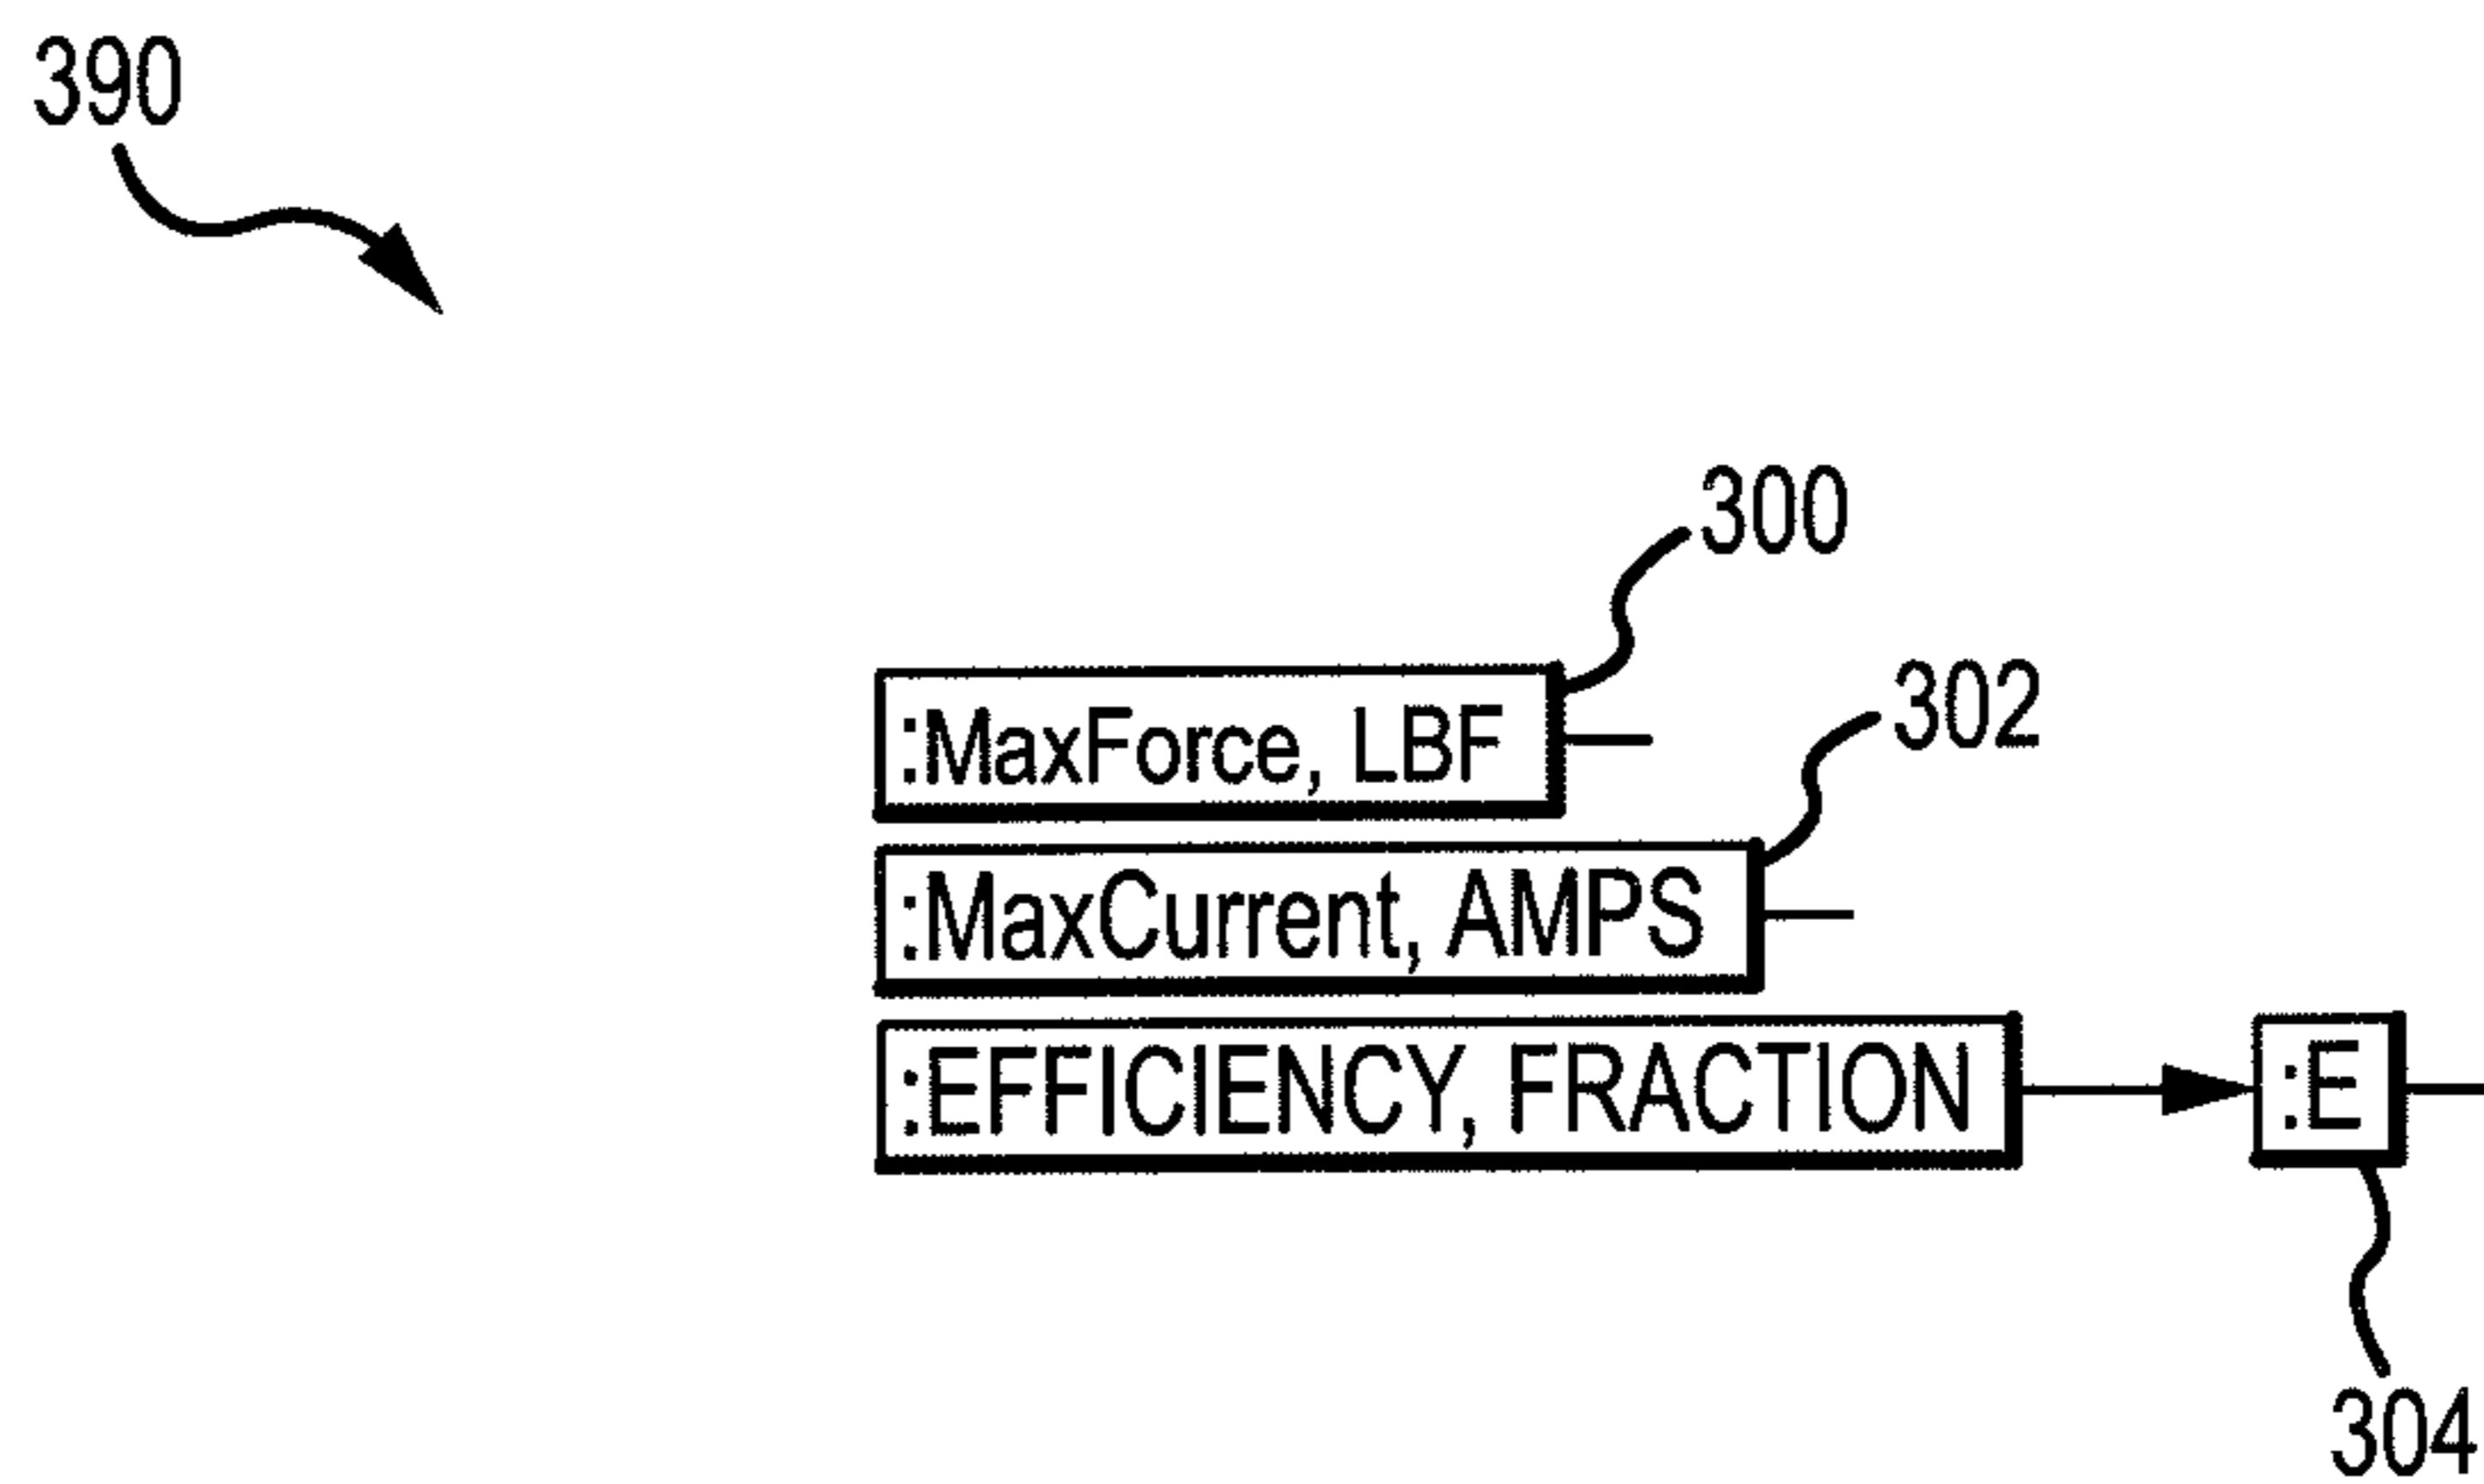 390
300
:MaxForce, LBF
302
:MaxCurrent, AMPS
:EFFICIENCY, FRACTION
:E
304